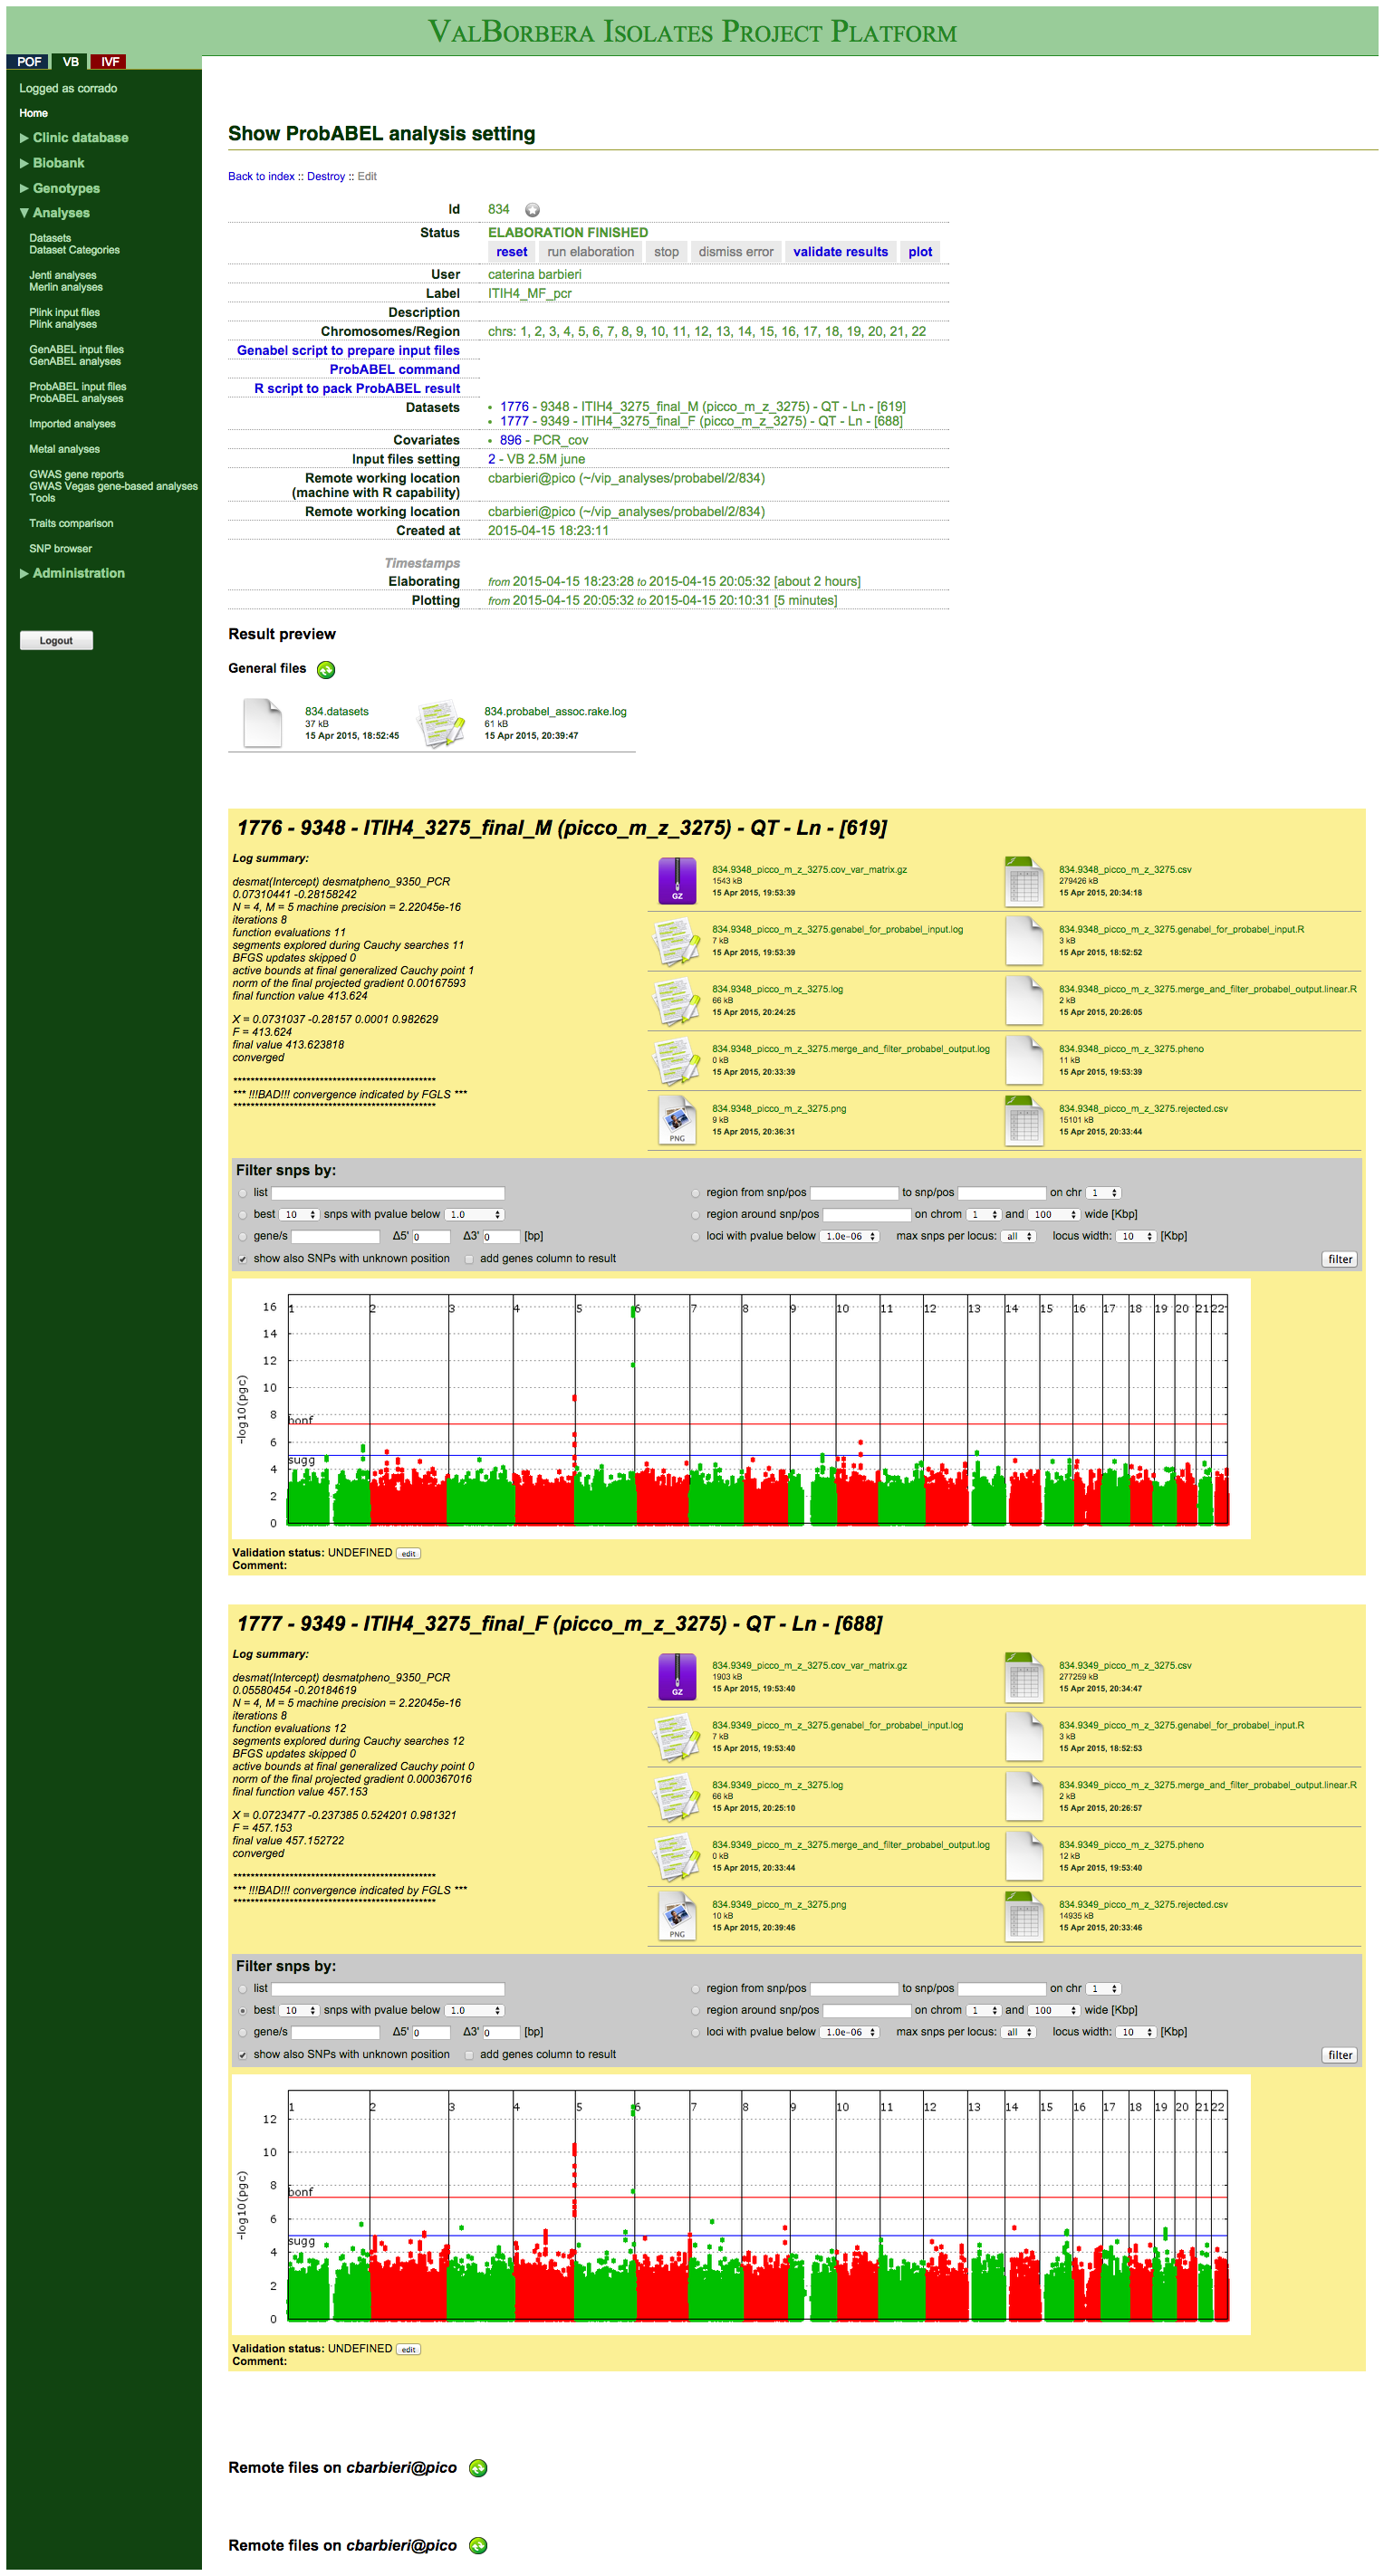 ValBorbera Isolates Project Platform
POF VB IVF
Logged as corrado
Home
▶ Clinic database
▶ Biobank
▶ Genotypes
▼ Analyses
Datasets
Dataset Categories
Jenti analyses
Merlin analyses
Plink input files
Plink analyses
GenABEL input files
GenABEL analyses
ProbABEL input files
ProbABEL analyses
Imported analyses
Metal analyses
GWAS gene reports
GWAS Vegas gene-based analyses
Tools
Traits comparison
SNP browser
▶ Administration
Logout
Show ProbABEL analysis setting
Back to index :: Destroy :: Edit
Id 834
Status ELABORATION FINISHED
reset run elaboration stop dismiss error validate results plot
User caterina barbieri
Label ITIH4_MF_pcr
Description
Chromosomes/Region chrs: 1, 2, 3, 4, 5, 6, 7, 8, 9, 10, 11, 12, 13, 14, 15, 16, 17, 18, 19, 20, 21, 22
Genabel script to prepare input files
ProbABEL command
R script to pack ProbABEL result
Datasets • 1776 - 9348 - ITIH4_3275_final_M (picco_m_z_3275) - QT - Ln - [619]
• 1777 - 9349 - ITIH4_3275_final_F (picco_m_z_3275) - QT - Ln - [688]
Covariates • 896 - PCR_cov
Input files setting 2 - VB 2.5M june
Remote working location cbarbieri@pico (~/vip_analyses/probabel/2/834)
(machine with R capability)
Remote working location cbarbieri@pico (~/vip_analyses/probabel/2/834)
Created at 2015-04-15 18:23:11
Timestamps
Elaborating from 2015-04-15 18:23:28 to 2015-04-15 20:05:32 [about 2 hours]
Plotting from 2015-04-15 20:05:32 to 2015-04-15 20:10:31 [5 minutes]
Result preview
General files
834.datasets
37 kB
15 Apr 2015, 18:52:45
834.probabel_assoc.rake.log
61 kB
15 Apr 2015, 20:39:47
1776 - 9348 - ITIH4_3275_final_M (picco_m_z_3275) - QT - Ln - [619]
Log summary:
desmat(Intercept) desmatpheno_9350_PCR
0.07310441 -0.28158242
N = 4, M = 5 machine precision = 2.22045e-16
iterations 8
function evaluations 11
segments explored during Cauchy searches 11
BFGS updates skipped 0
active bounds at final generalized Cauchy point 1
norm of the final projected gradient 0.00167593
final function value 413.624
X = 0.0731037 -0.28157 0.0001 0.982629
F = 413.624
final value 413.623818
converged
************************************************
*** !!!BAD!!! convergence indicated by FGLS ***
************************************************
834.9348_picco_m_z_3275.cov_var_matrix.gz
1543 kB
15 Apr 2015, 19:53:39
834.9348_picco_m_z_3275.csv
279426 kB
15 Apr 2015, 20:34:18
834.9348_picco_m_z_3275.genabel_for_probabel_input.log
7 kB
15 Apr 2015, 19:53:39
834.9348_picco_m_z_3275.genabel_for_probabel_input.R
3 kB
15 Apr 2015, 18:52:52
834.9348_picco_m_z_3275.log
66 kB
15 Apr 2015, 20:24:25
834.9348_picco_m_z_3275.merge_and_filter_probabel_output.linear.R
2 kB
15 Apr 2015, 20:26:05
834.9348_picco_m_z_3275.merge_and_filter_probabel_output.log
0 kB
15 Apr 2015, 20:33:39
834.9348_picco_m_z_3275.pheno
11 kB
15 Apr 2015, 19:53:39
834.9348_picco_m_z_3275.png
9 kB
15 Apr 2015, 20:36:31
834.9348_picco_m_z_3275.rejected.csv
15101 kB
15 Apr 2015, 20:33:44
GZ
PNG
Filter snps by:
list region from snp/pos to snp/pos on chr 1
best 10 snps with pvalue below 1.0 region around snp/pos on chrom 1 and 100 wide [Kbp]
gene/s Δ5' 0 Δ3' 0 [bp] loci with pvalue below 1.0e-06 max snps per locus: all locus width: 10 [Kbp]
show also SNPs with unknown position add genes column to result filter
1 2 3 4 5 6 7 8 9 10 11 12 13 14 15 16 17 18 19 20 21 22
16
14
12
10
8
6
4
2
0
-log10(pgc)
bonf
sugg
Validation status: UNDEFINED edit
Comment:
1777 - 9349 - ITIH4_3275_final_F (picco_m_z_3275) - QT - Ln - [688]
Log summary:
desmat(Intercept) desmatpheno_9350_PCR
0.05580454 -0.20184619
N = 4, M = 5 machine precision = 2.22045e-16
iterations 8
function evaluations 12
segments explored during Cauchy searches 12
BFGS updates skipped 0
active bounds at final generalized Cauchy point 0
norm of the final projected gradient 0.000367016
final function value 457.153
X = 0.0723477 -0.237385 0.524201 0.981321
F = 457.153
final value 457.152722
converged
************************************************
*** !!!BAD!!! convergence indicated by FGLS ***
************************************************
834.9349_picco_m_z_3275.cov_var_matrix.gz
1903 kB
15 Apr 2015, 19:53:40
834.9349_picco_m_z_3275.csv
277259 kB
15 Apr 2015, 20:34:47
834.9349_picco_m_z_3275.genabel_for_probabel_input.log
7 kB
15 Apr 2015, 19:53:40
834.9349_picco_m_z_3275.genabel_for_probabel_input.R
3 kB
15 Apr 2015, 18:52:53
834.9349_picco_m_z_3275.log
66 kB
15 Apr 2015, 20:25:10
834.9349_picco_m_z_3275.merge_and_filter_probabel_output.linear.R
2 kB
15 Apr 2015, 20:26:57
834.9349_picco_m_z_3275.merge_and_filter_probabel_output.log
0 kB
15 Apr 2015, 20:33:44
834.9349_picco_m_z_3275.pheno
12 kB
15 Apr 2015, 19:53:40
834.9349_picco_m_z_3275.png
10 kB
15 Apr 2015, 20:39:46
834.9349_picco_m_z_3275.rejected.csv
14935 kB
15 Apr 2015, 20:33:46
GZ
PNG
Filter snps by:
list region from snp/pos to snp/pos on chr 1
best 10 snps with pvalue below 1.0 region around snp/pos on chrom 1 and 100 wide [Kbp]
gene/s Δ5' 0 Δ3' 0 [bp] loci with pvalue below 1.0e-06 max snps per locus: all locus width: 10 [Kbp]
show also SNPs with unknown position add genes column to result filter
1 2 3 4 5 6 7 8 9 10 11 12 13 14 15 16 17 18 19 20 21 22
12
10
8
6
4
2
0
-log10(pgc)
bonf
sugg
Validation status: UNDEFINED edit
Comment:
Remote files on cbarbieri@pico
Remote files on cbarbieri@pico